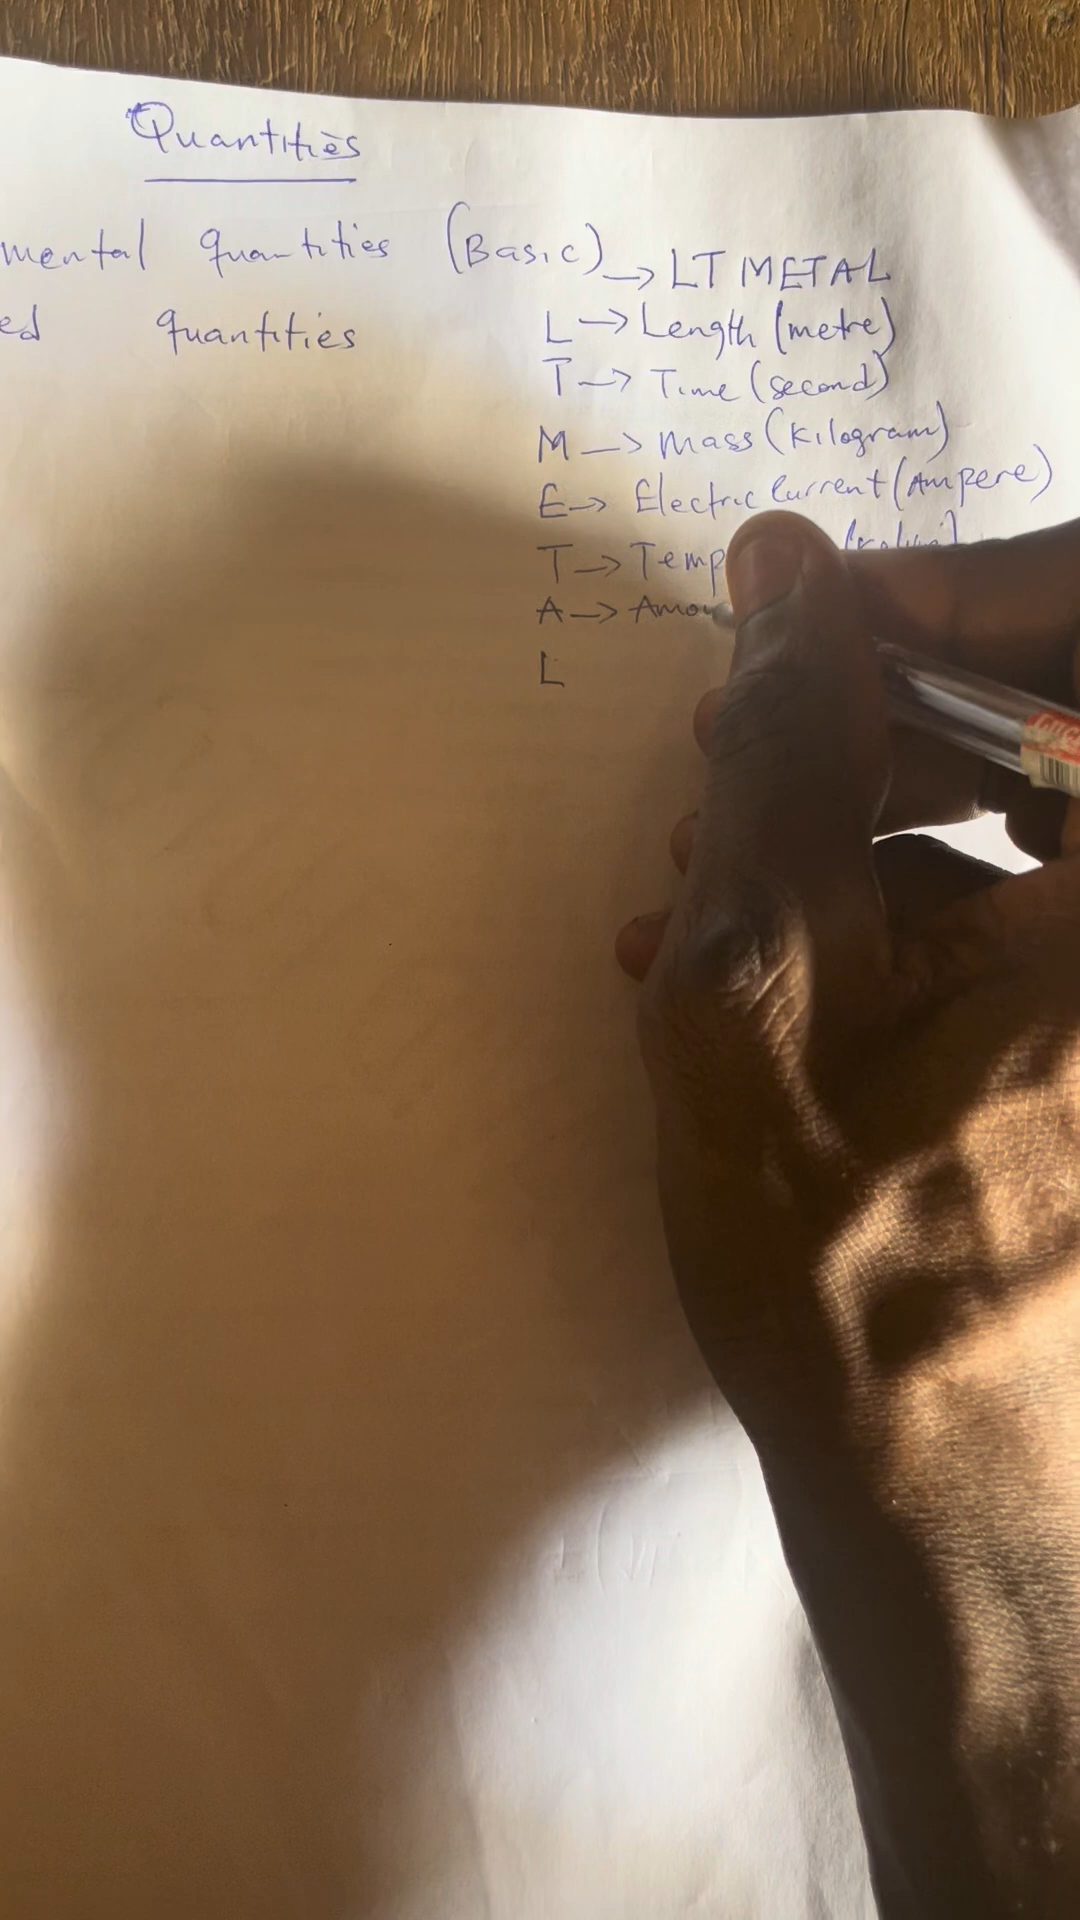 Quantities
mental quantities (Basic) → LT METAL
ed quantities
L → Length (metre)
T → Time (second)
M → Mass (Kilogram)
E → Electric Current (Ampere)
T → Temp
A → Amou
L